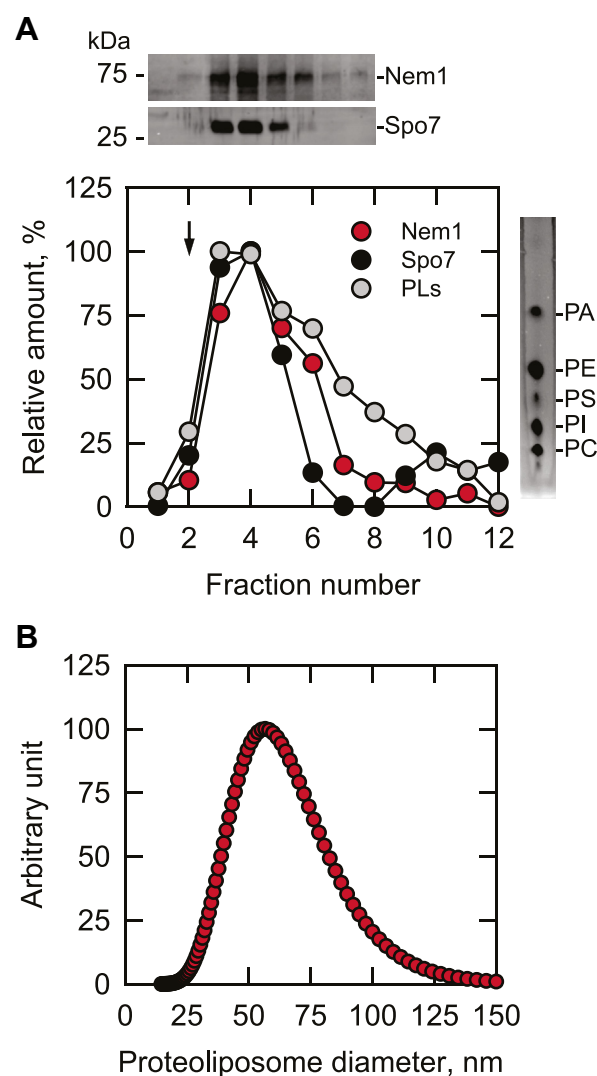 A
kDa
75 -
-Nem1
25 -
-Spo7
125
100
75
50
25
0
Relative amount, %
Nem1
Spo7
PLs
0 2 4 6 8 10 12
Fraction number
-PA
-PE
-PS
-PI
-PC
B
125
100
75
50
25
0
Arbitrary unit
0 25 50 75 100 125 150
Proteoliposome diameter, nm